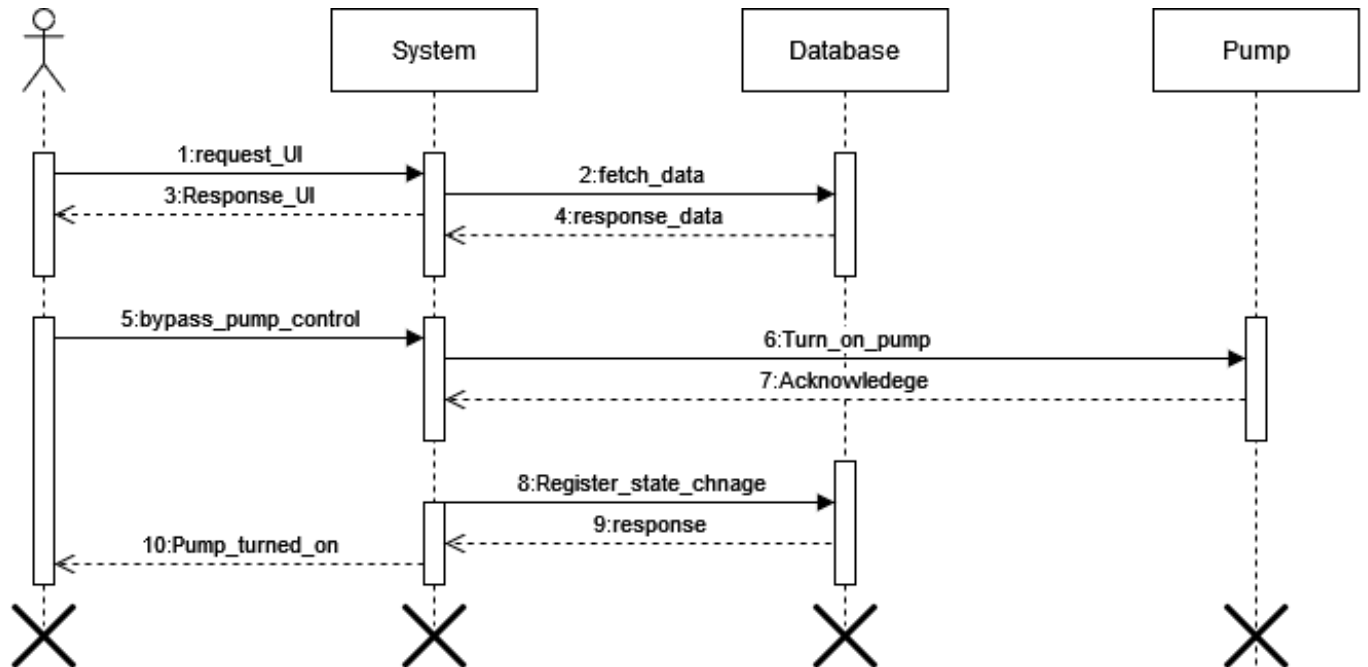 System
Database
Pump
1:request_UI
2:fetch_data
3:Response_UI
4:response_data
5:bypass_pump_control
6:Turn_on_pump
7:Acknowledege
8:Register_state_chnage
9:response
10:Pump_turned_on